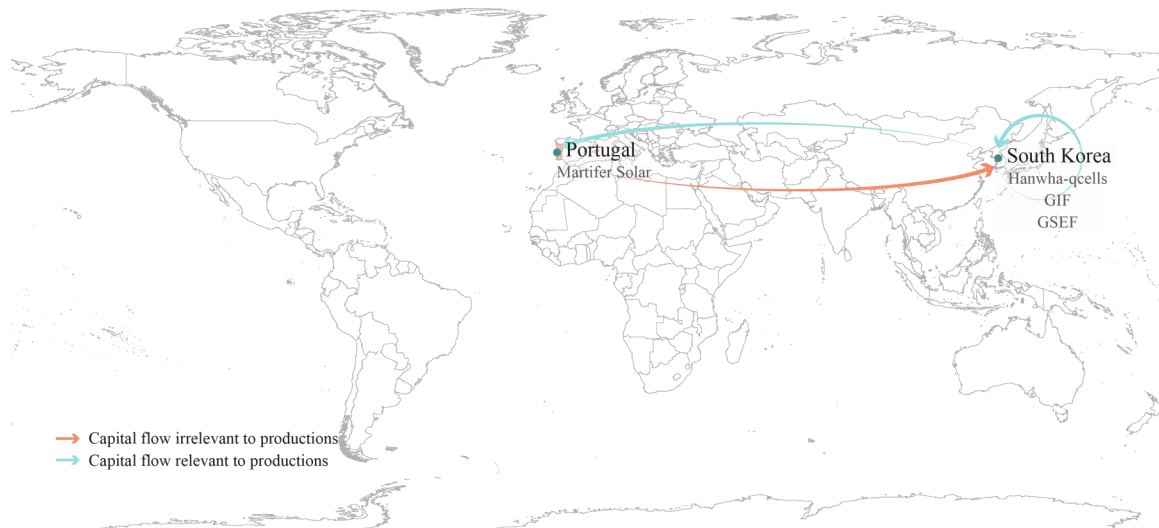 Portugal
Martifer Solar
South Korea
Hanwha-qcells
GIF
GSEF
Capital flow irrelevant to productions
Capital flow relevant to productions